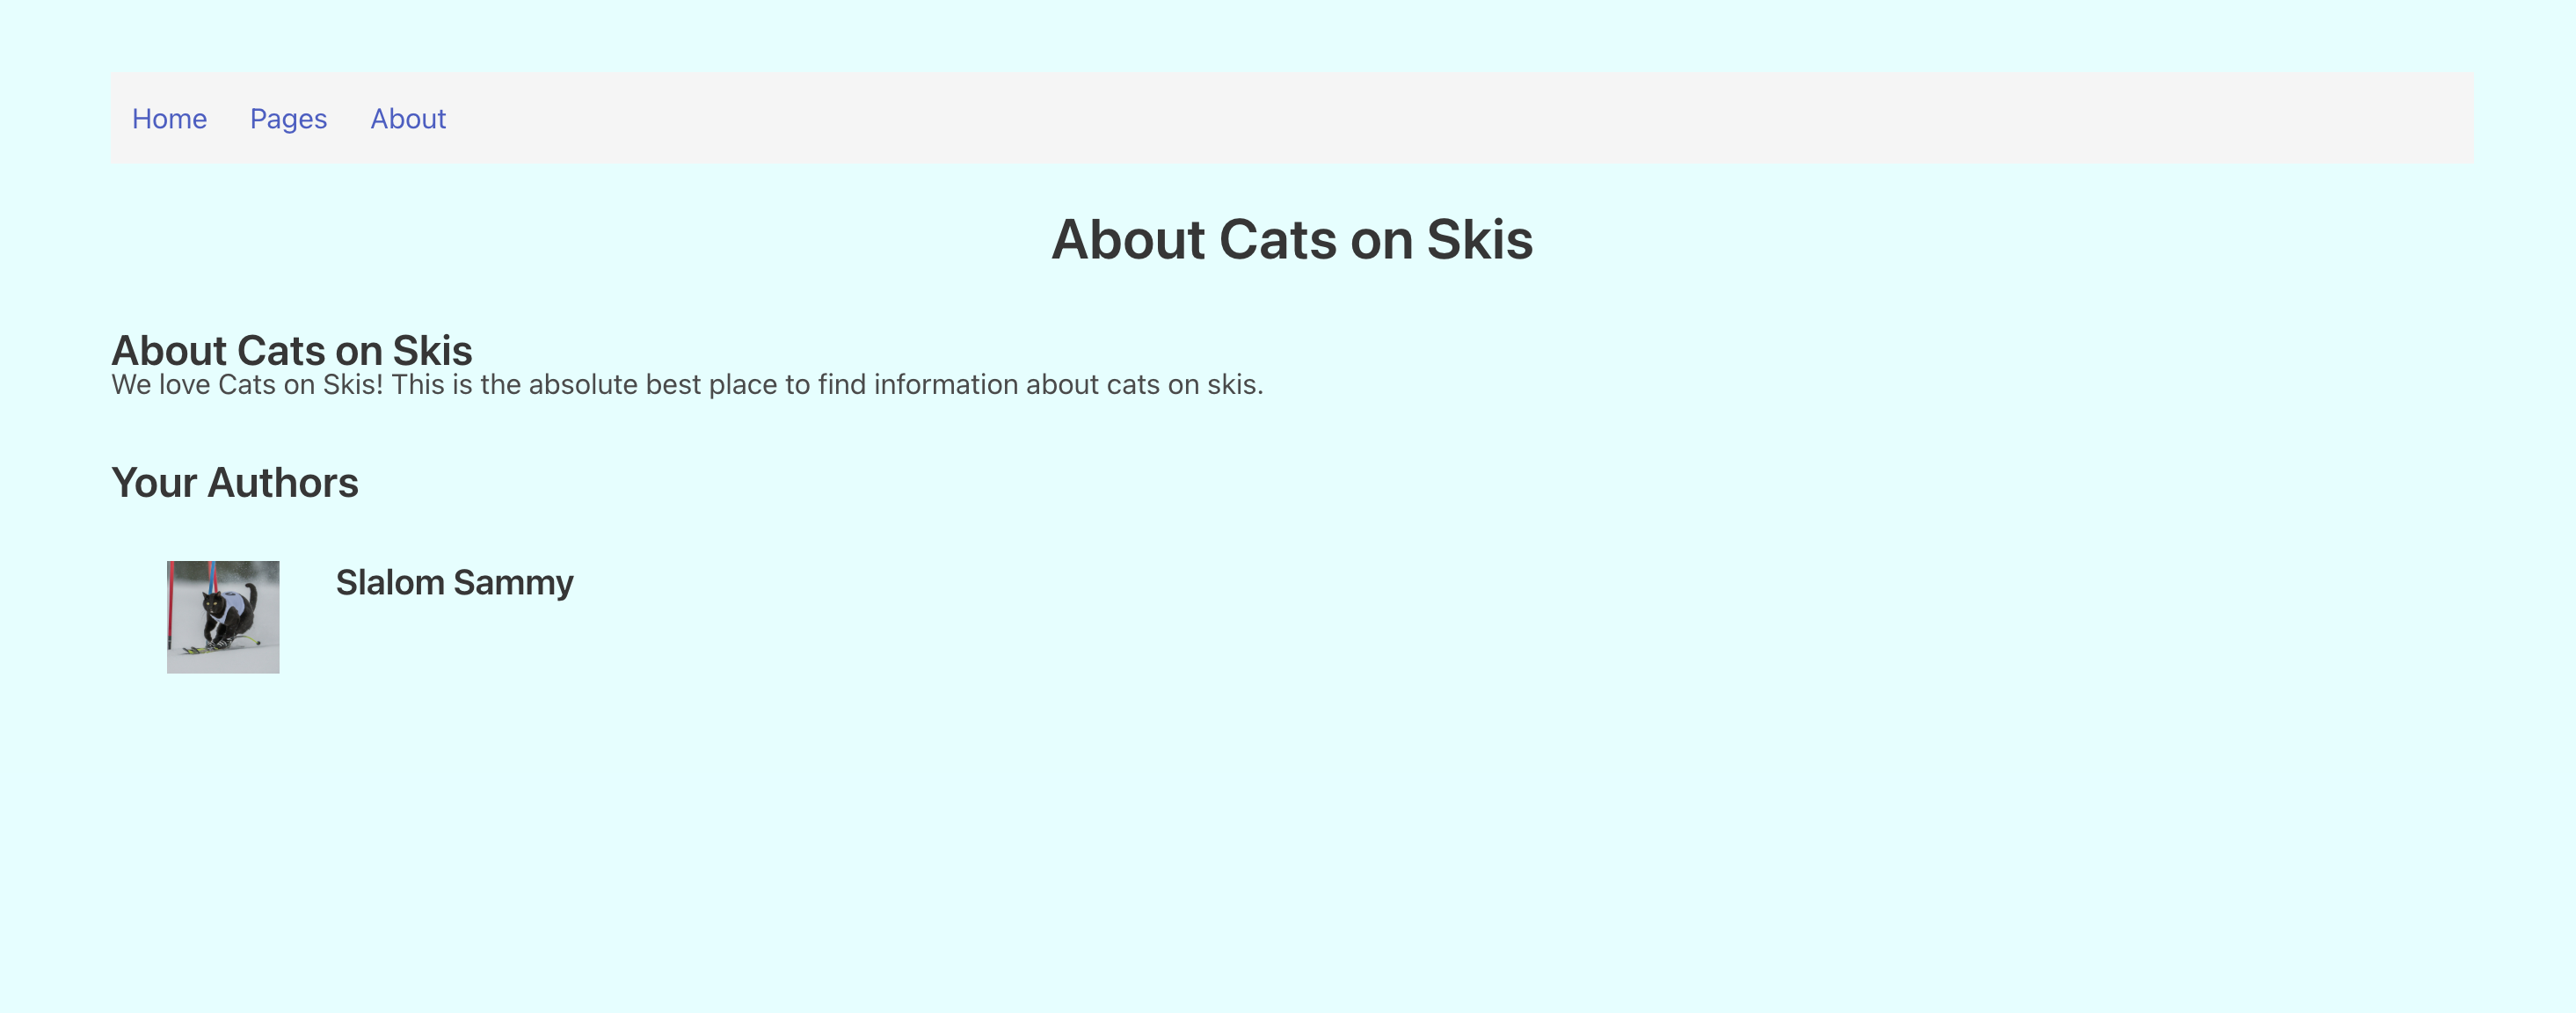 Home Pages About
About Cats on Skis
About Cats on Skis
We love Cats on Skis! This is the absolute best place to find information about cats on skis.
Your Authors
Slalom Sammy